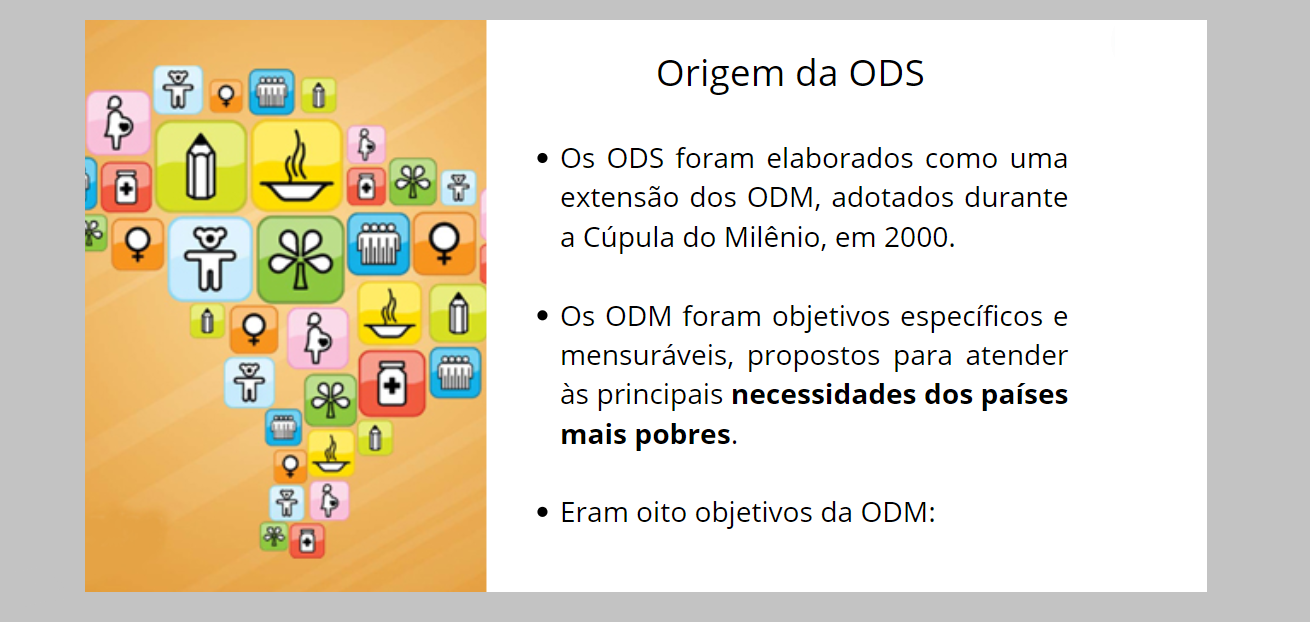 Origem da ODS
• Os ODS foram elaborados como uma
extensão dos ODM, adotados durante
a Cúpula do Milênio, em 2000.
• Os ODM foram objetivos específicos e
mensuráveis, propostos para atender
às principais necessidades dos países
mais pobres.
• Eram oito objetivos da ODM: